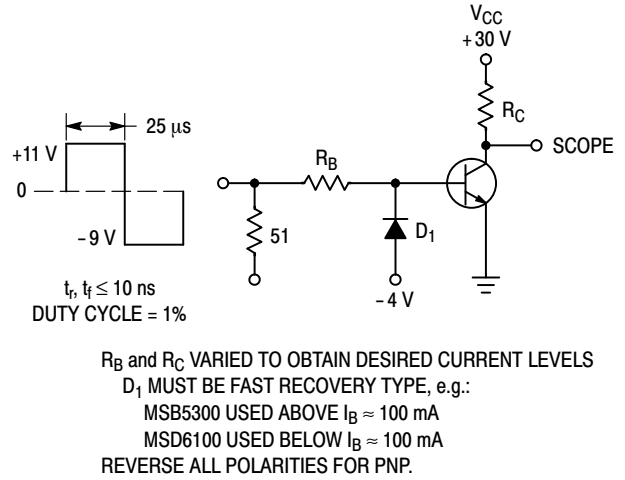 VCC
+30 V
25 μs
RC
+11 V
SCOPE
RB
0
51
D1
-9 V
-4 V
tr, tf ≤ 10 ns
DUTY CYCLE = 1%
RB and RC VARIED TO OBTAIN DESIRED CURRENT LEVELS
D1 MUST BE FAST RECOVERY TYPE, e.g.:
MSB5300 USED ABOVE IB ≈ 100 mA
MSD6100 USED BELOW IB ≈ 100 mA
REVERSE ALL POLARITIES FOR PNP.